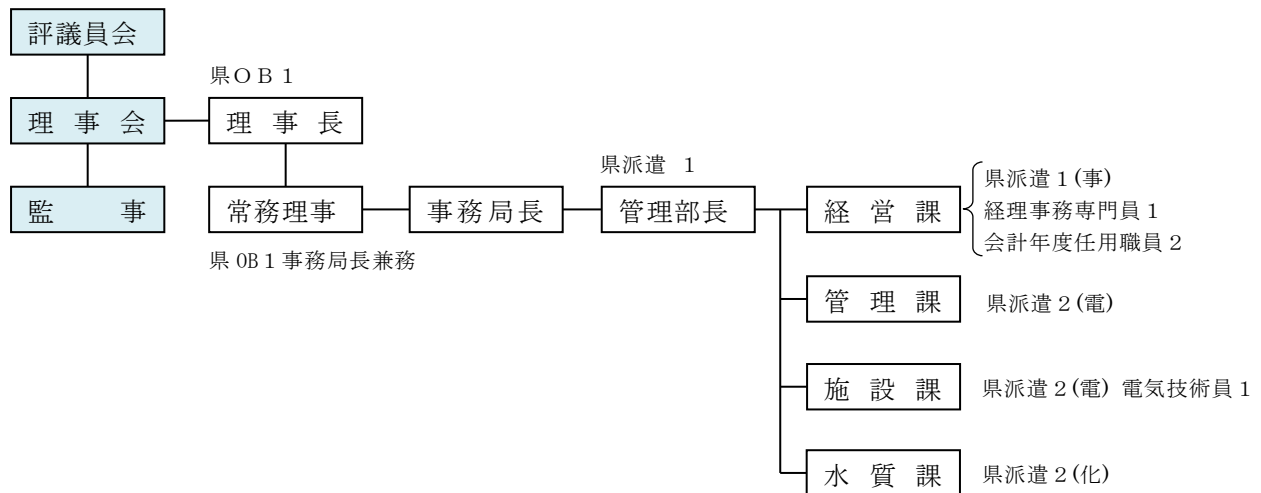 評議員会
県ＯＢ１
理事会
理事長
県派遣 1
監事
常務理事
事務局長
管理部長
経営課
県派遣１(事)
経理事務専門員１
会計年度任用職員２
県OB１事務局長兼務
管理課
県派遣２(電)
施設課
県派遣２(電) 電気技術員１
水質課
県派遣２(化)